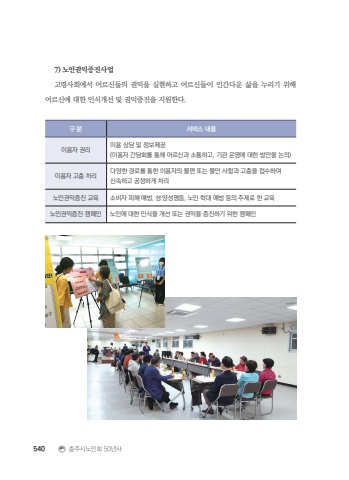 7) 노인권익증진사업
고령사회에서 어르신들의 권익을 실현하고 어르신들이 인간다운 삶을 누리기 위해
어르신에 대한 인식개선 및 권익증진을 지원한다.
구 분 서비스 내용
이용자 권리 이용 상담 및 정보제공
(이용자 간담회를 통해 어르신과 소통하고, 기관 운영에 대한 방안을 논의)
이용자 고충 처리 다양한 경로를 통한 이용자의 불편 또는 불만 사항과 고충을 접수하여
신속하고 공정하게 처리
노인권익증진 교육 소비자 피해 예방, 성·양성평등, 노인 학대 예방 등의 주제로 한 교육
노인권익증진 캠페인 노인에 대한 인식을 개선 또는 권익을 증진하기 위한 캠페인
540 충주시노인회 50년사